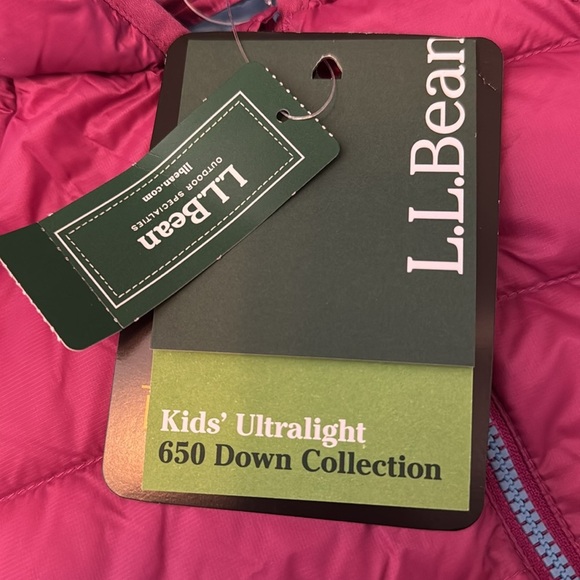 L.L.Bean
OUTDOOR SPECIALTIES
llbean.com
L.L.Bean
Kids' Ultralight
650 Down Collection